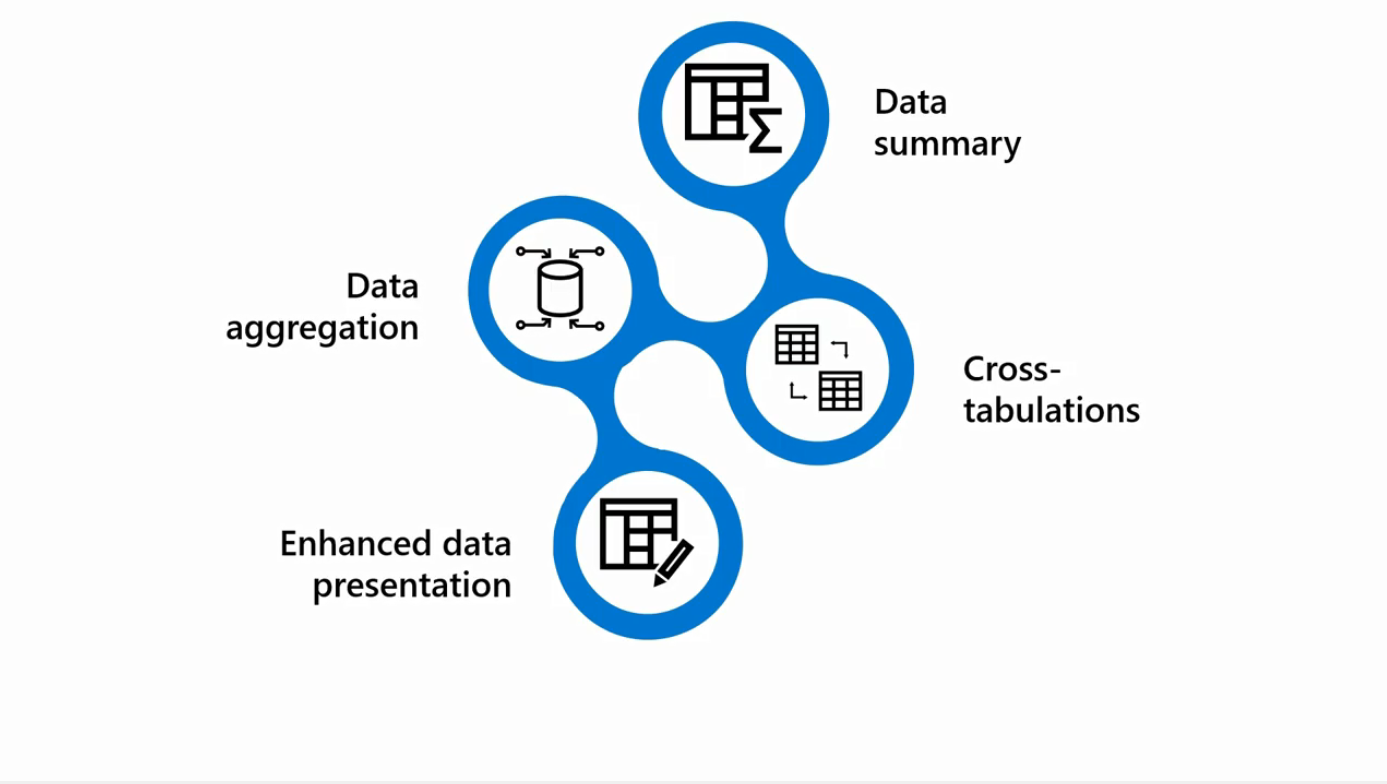 Data
summary
Data
aggregation
Cross-
tabulations
Enhanced data
presentation